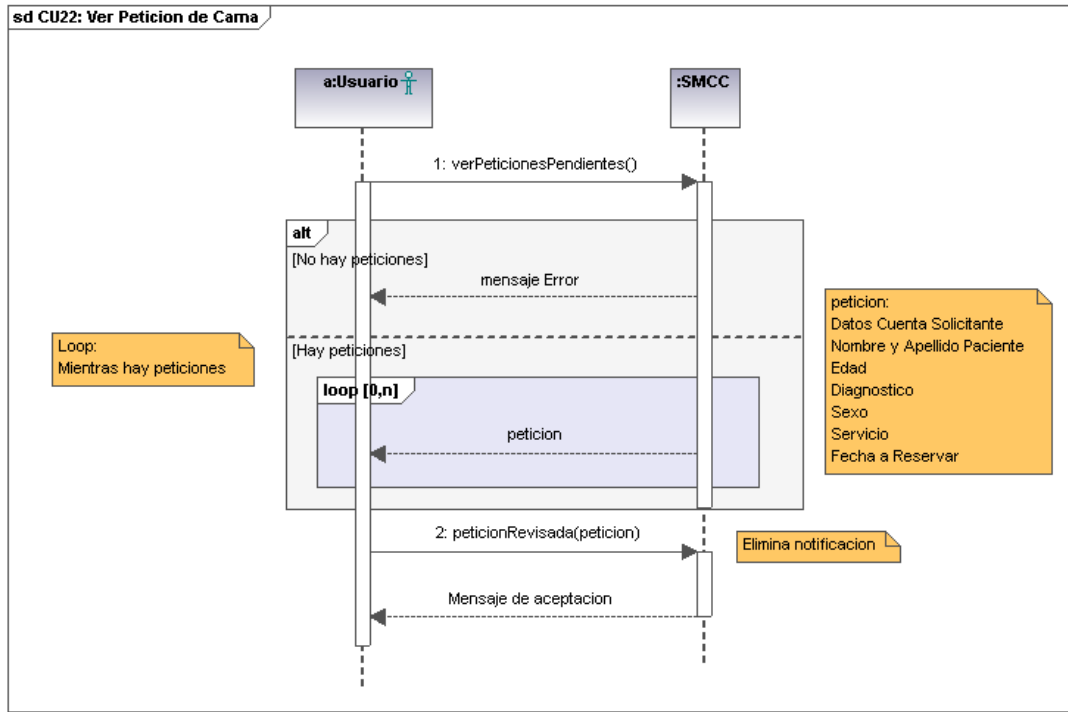 sd CU22: Ver Peticion de Cama
a:Usuario
:SMCC
1: verPeticionesPendientes()
alt
[No hay peticiones]
mensaje Error
peticion:
Datos Cuenta Solicitante
Nombre y Apellido Paciente
Edad
Diagnostico
Sexo
Servicio
Fecha a Reservar
Loop:
Mientras hay peticiones
[Hay peticiones]
loop [0,n]
peticion
2: peticionRevisada(peticion)
Elimina notificacion
Mensaje de aceptacion